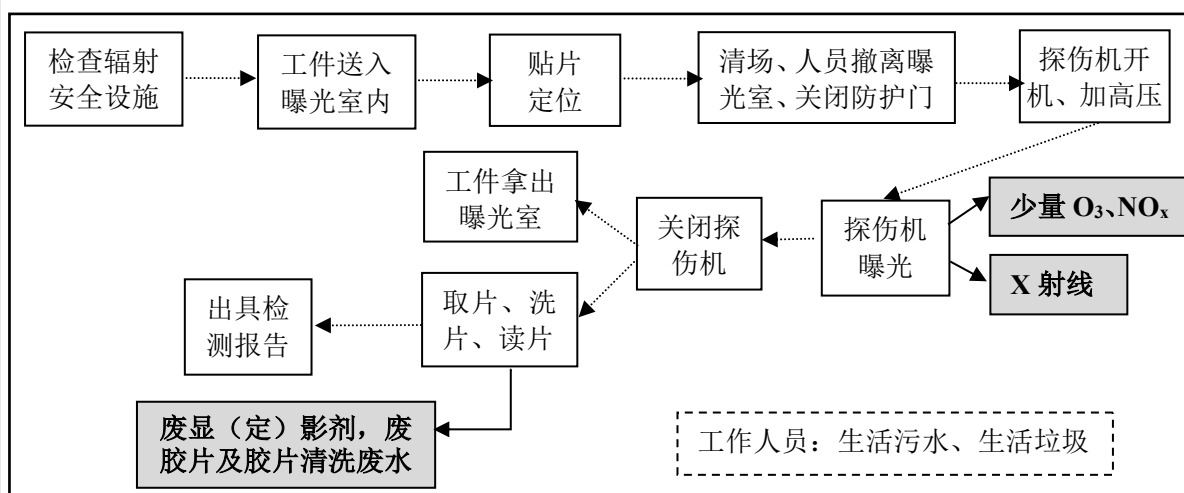 检查辐射
安全设施
工件送入
曝光室内
贴片
定位
清场、人员撤离曝
光室、关闭防护门
探伤机开
机、加高压
少量 O₃、NOₓ
X 射线
探伤机
曝光
关闭探
伤机
工件拿出
曝光室
取片、洗
片、读片
出具检
测报告
废显（定）影剂，废
胶片及胶片清洗废水
工作人员：生活污水、生活垃圾